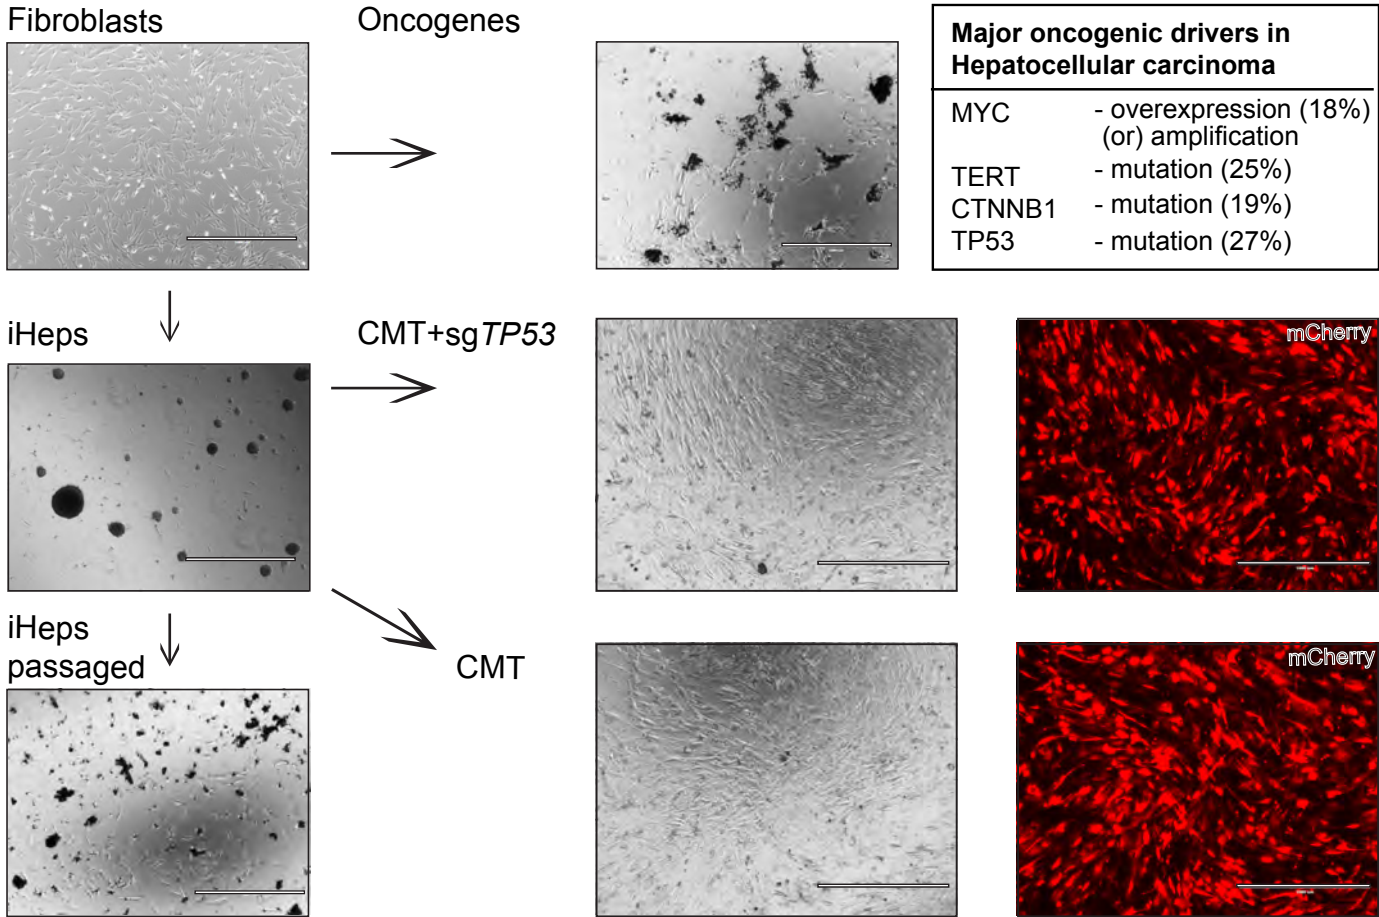 Fibroblasts
Oncogenes
Major oncogenic drivers in
Hepatocellular carcinoma
MYC - overexpression (18%)
(or) amplification
TERT - mutation (25%)
CTNNB1 - mutation (19%)
TP53 - mutation (27%)
iHeps
CMT+sgTP53
mCherry
iHeps
passaged
CMT
mCherry